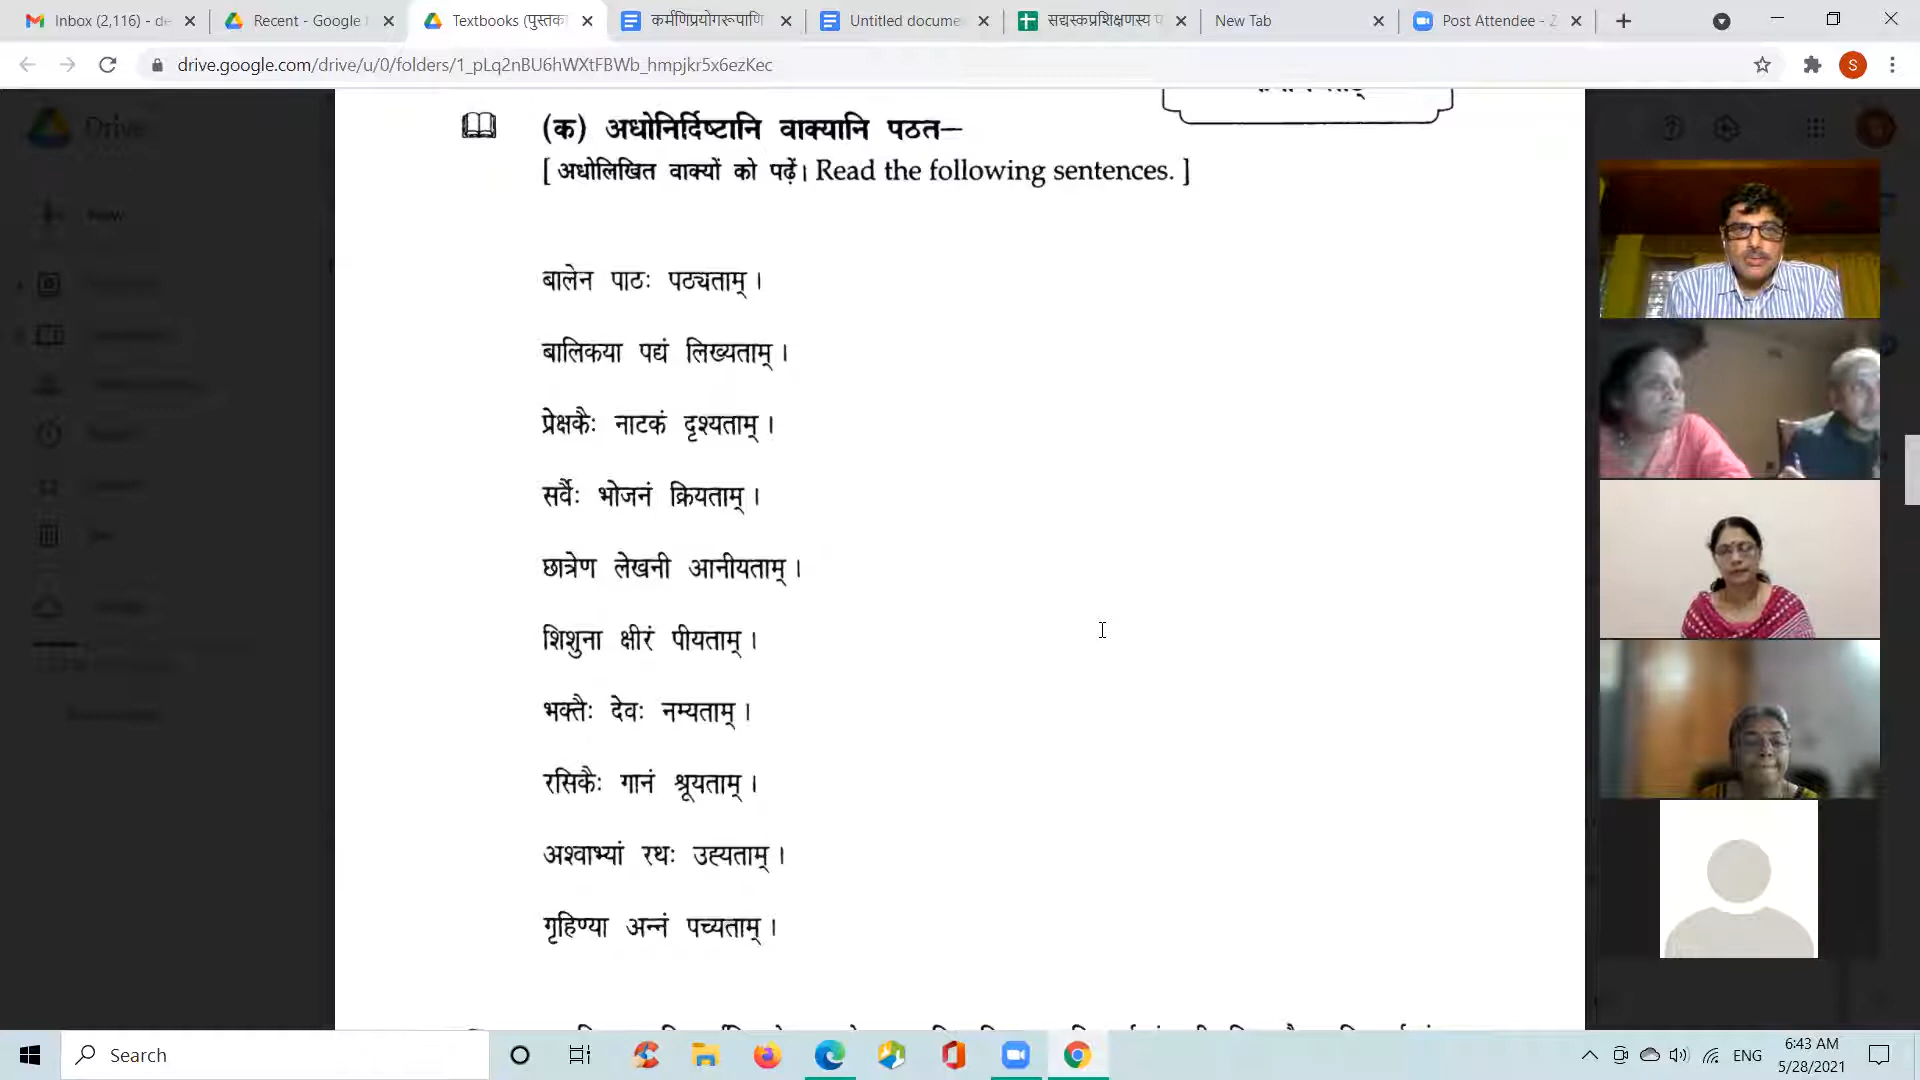 Inbox (2,116) - de
Recent - Google
Textbooks (पुस्तक
कर्मणिप्रयोगरूपाणि
Untitled docume
सद्यस्कप्रशिक्षणस्य
New Tab
Post Attendee - Z
drive.google.com/drive/u/0/folders/1_pLq2nBU6hWXtFBWb_hmpjkr5x6ezKec
Drive
New
(क) अधोनिर्दिष्टानि वाक्यानि पठत—
[ अधोलिखित वाक्यों को पढ़ें। Read the following sentences. ]
बालेन पाठः पठ्यताम् ।
बालिकया पद्यं लिख्यताम् ।
प्रेक्षकैः नाटकं दृश्यताम् ।
सर्वैः भोजनं क्रियताम् ।
छात्रेण लेखनी आनीयताम् ।
शिशुना क्षीरं पीयताम् ।
भक्तैः देवः नम्यताम् ।
रसिकैः गानं श्रूयताम् ।
अश्वाभ्यां रथः उह्यताम् ।
गृहिण्या अन्नं पच्यताम् ।
S
Search
ENG
6:43 AM
5/28/2021